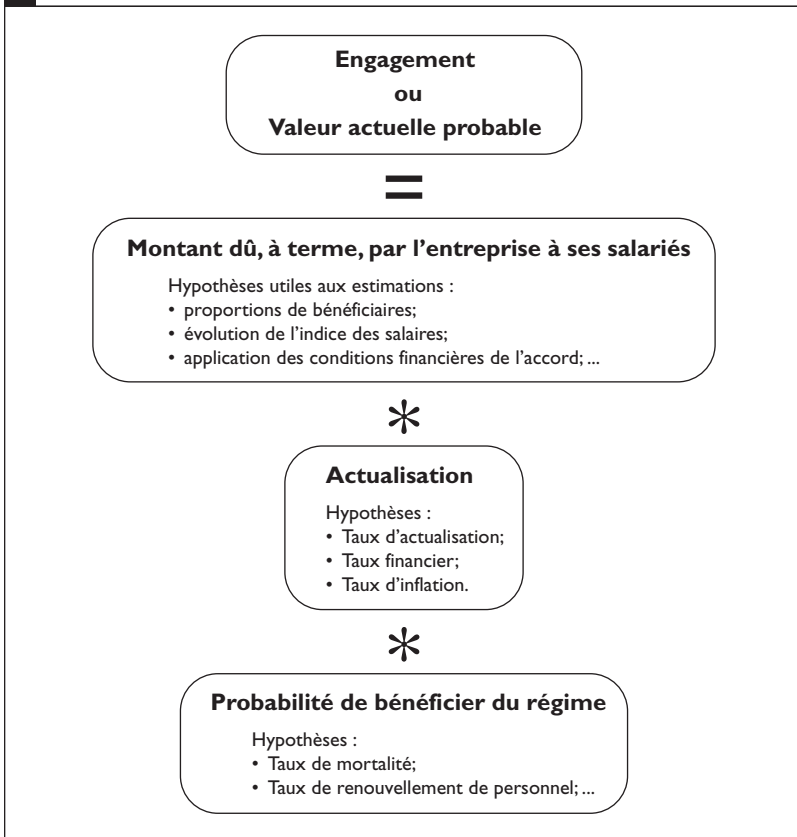 Engagement
ou
Valeur actuelle probable
=
Montant dû, à terme, par l’entreprise à ses salariés
Hypothèses utiles aux estimations :
• proportions de bénéficiaires;
• évolution de l’indice des salaires;
• application des conditions financières de l’accord; ...
*
Actualisation
Hypothèses :
• Taux d’actualisation;
• Taux financier;
• Taux d’inflation.
*
Probabilité de bénéficier du régime
Hypothèses :
• Taux de mortalité;
• Taux de renouvellement de personnel; ...